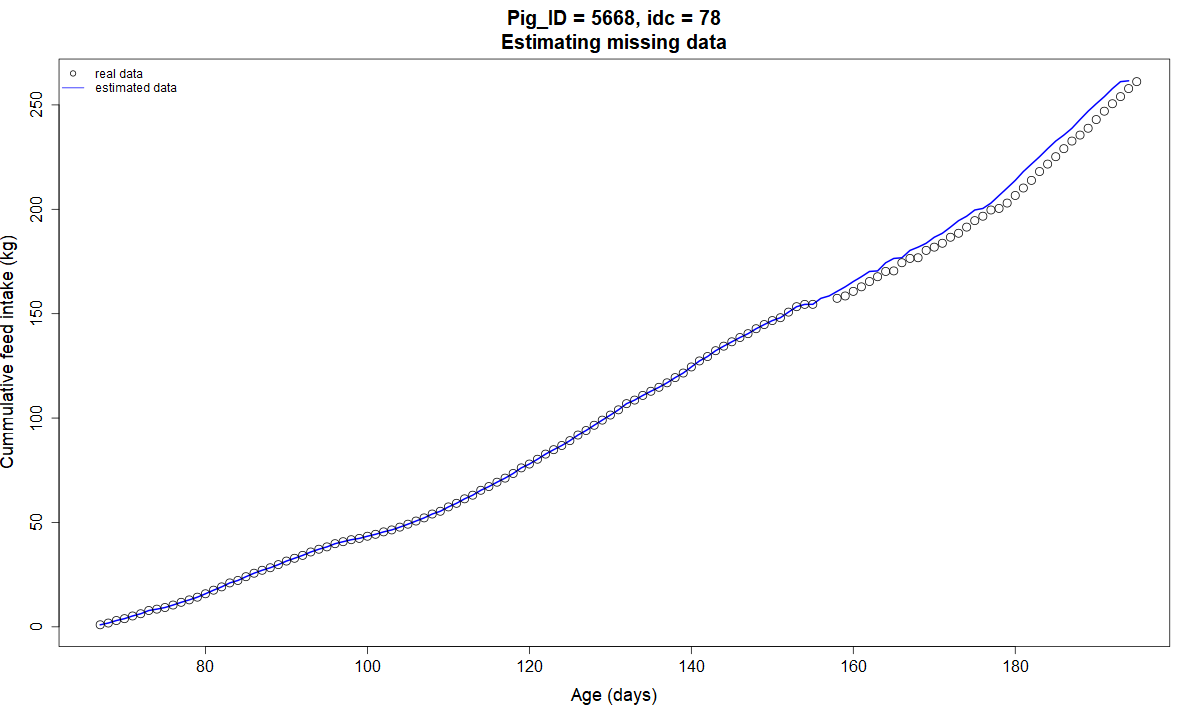 Pig_ID = 5668, idc = 78
Estimating missing data
real data
estimated data
Cummulative feed intake (kg)
250
200
150
100
50
0
80 100 120 140 160 180
Age (days)